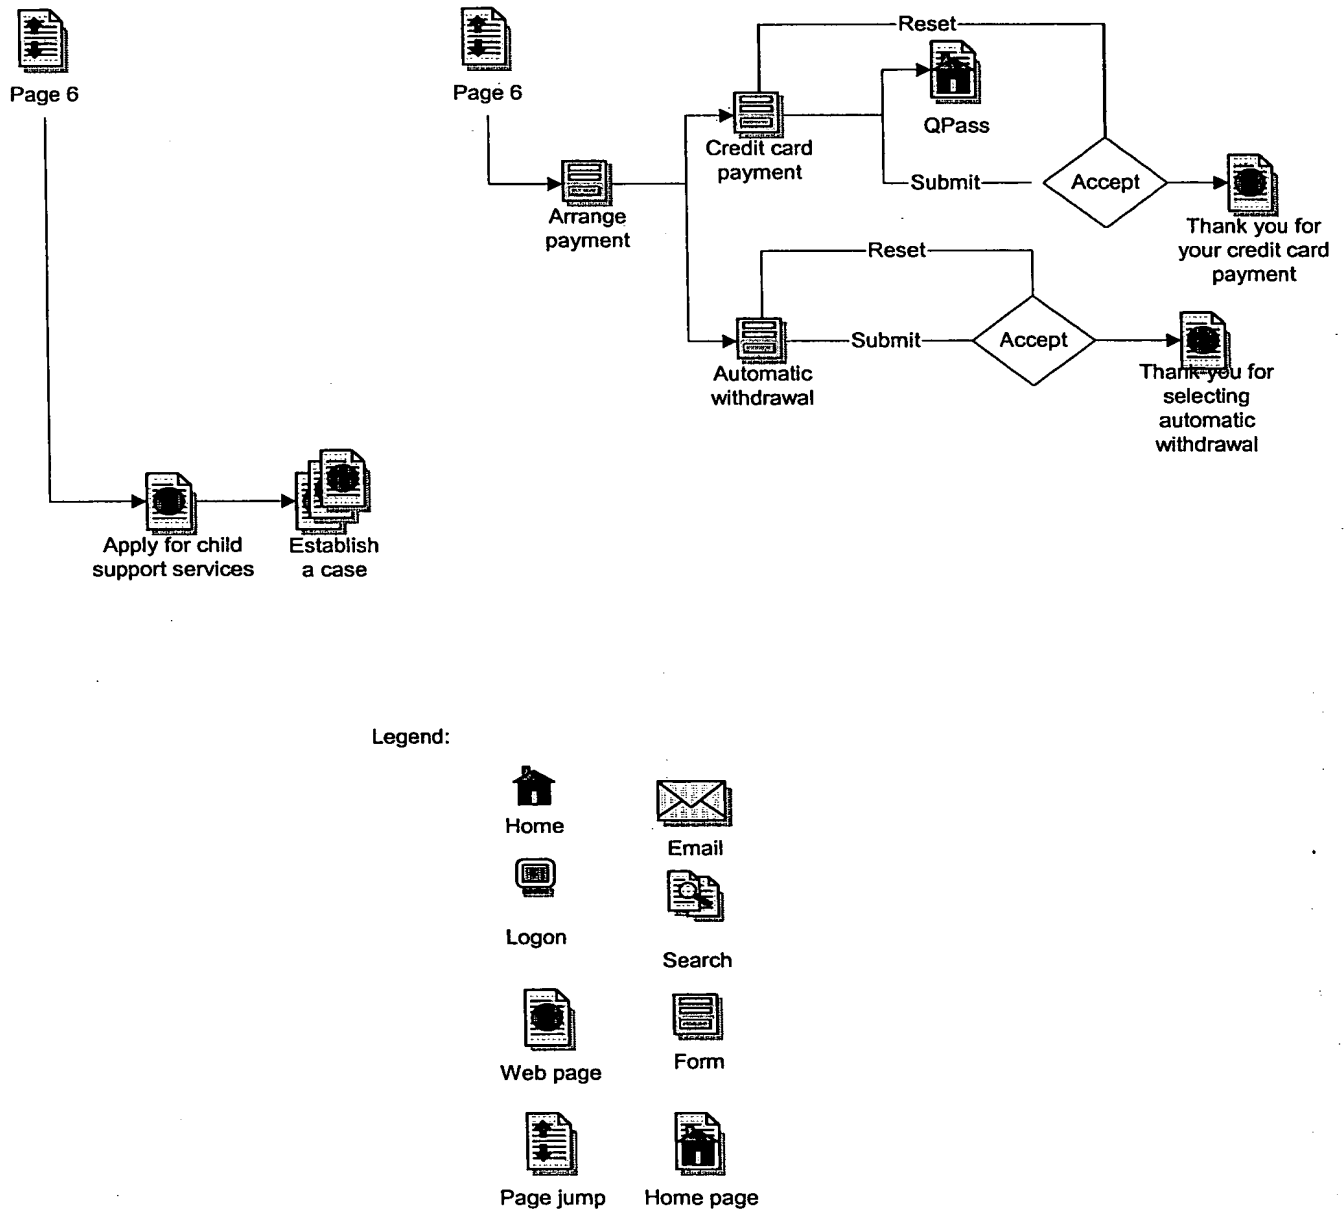 Page 6
Page 6
Reset
QPass
Credit card
payment
Submit
Accept
Arrange
payment
Thank you for
your credit card
payment
Reset
Submit
Accept
Automatic
withdrawal
Thank you for
selecting
automatic
withdrawal
Apply for child
support services
Establish
a case
Legend:
Home
Email
Logon
Search
Web page
Form
Page jump
Home page